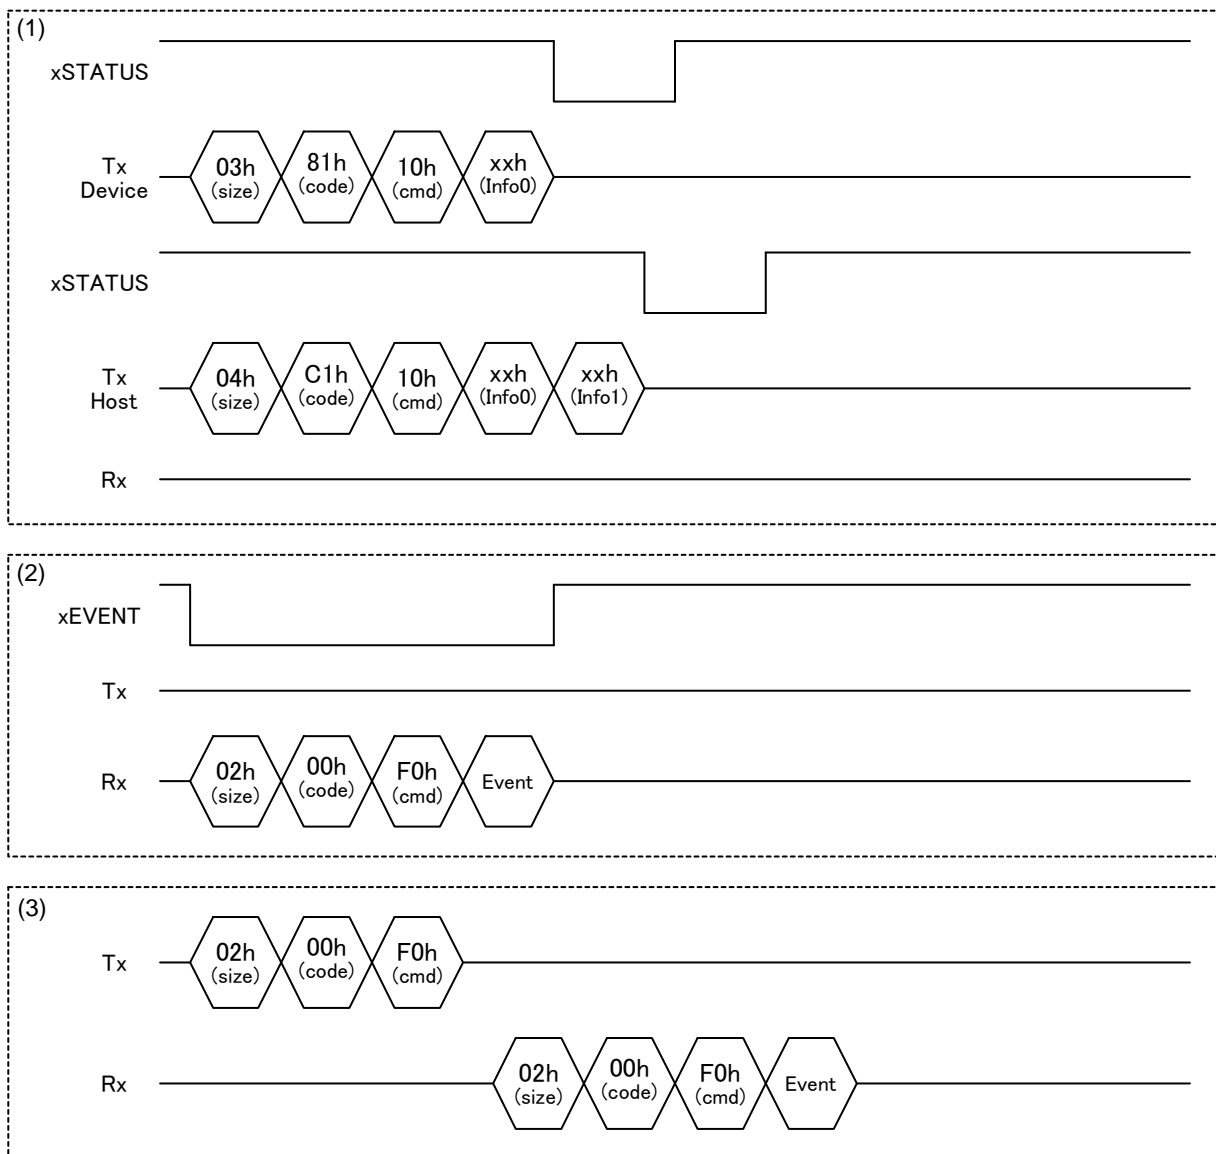 (1)
xSTATUS
Tx
Device
03h
(size)
81h
(code)
10h
(cmd)
xxh
(Info0)
xSTATUS
Tx
Host
04h
(size)
C1h
(code)
10h
(cmd)
xxh
(Info0)
xxh
(Info1)
Rx
(2)
xEVENT
Tx
Rx
02h
(size)
00h
(code)
F0h
(cmd)
Event
(3)
Tx
02h
(size)
00h
(code)
F0h
(cmd)
Rx
02h
(size)
00h
(code)
F0h
(cmd)
Event